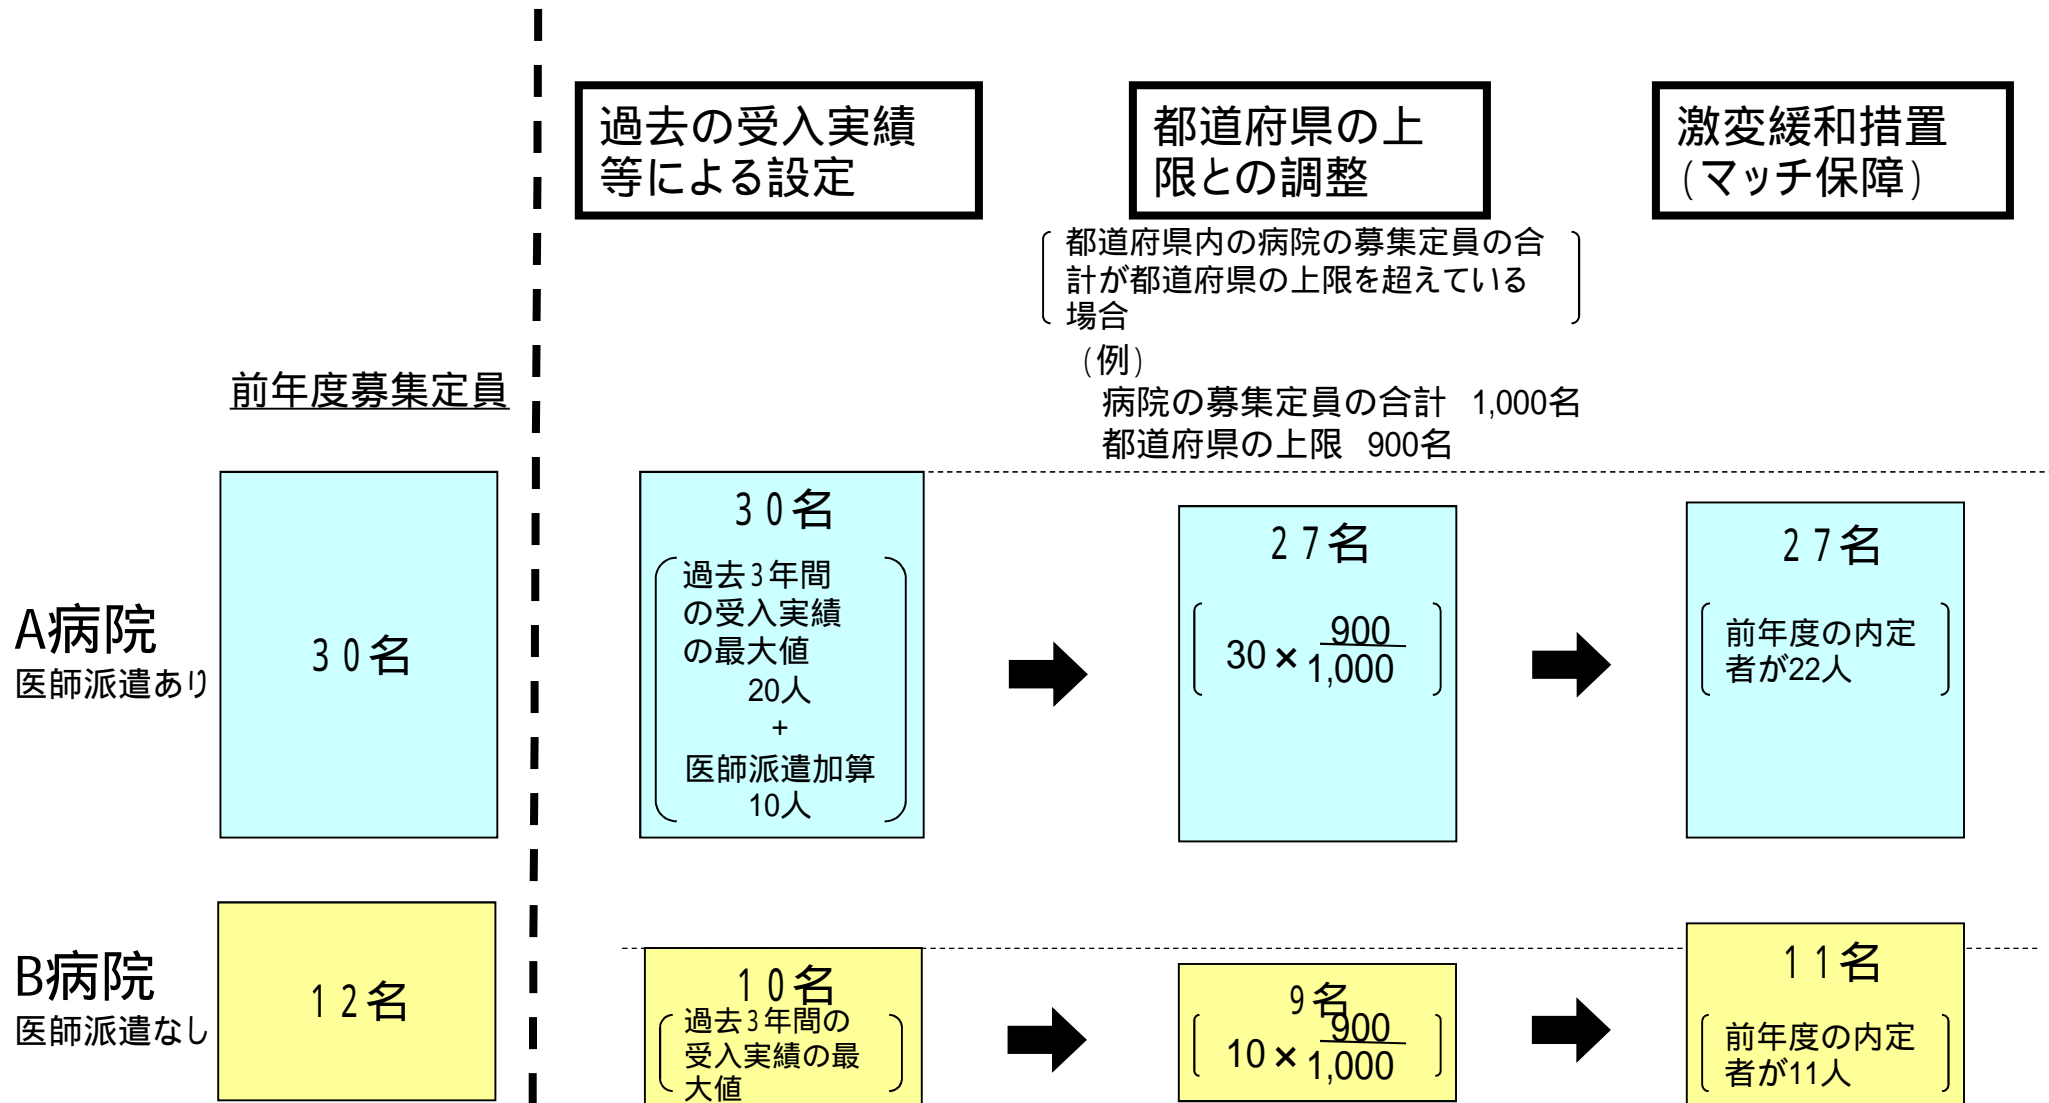 過去の受入実績
等による設定
都道府県の上
限との調整
激変緩和措置
(マッチ保障)
都道府県内の病院の募集定員の合
計が都道府県の上限を超えている
場合
(例)
病院の募集定員の合計 1,000名
都道府県の上限 900名
前年度募集定員
A病院
医師派遣あり
30名
30名
過去3年間
の受入実績
の最大値
20人
+
医師派遣加算
10人
27名
30×900/1,000
27名
前年度の内定
者が22人
B病院
医師派遣なし
12名
10名
過去3年間の
受入実績の最
大値
9名
10×900/1,000
11名
前年度の内定
者が11人